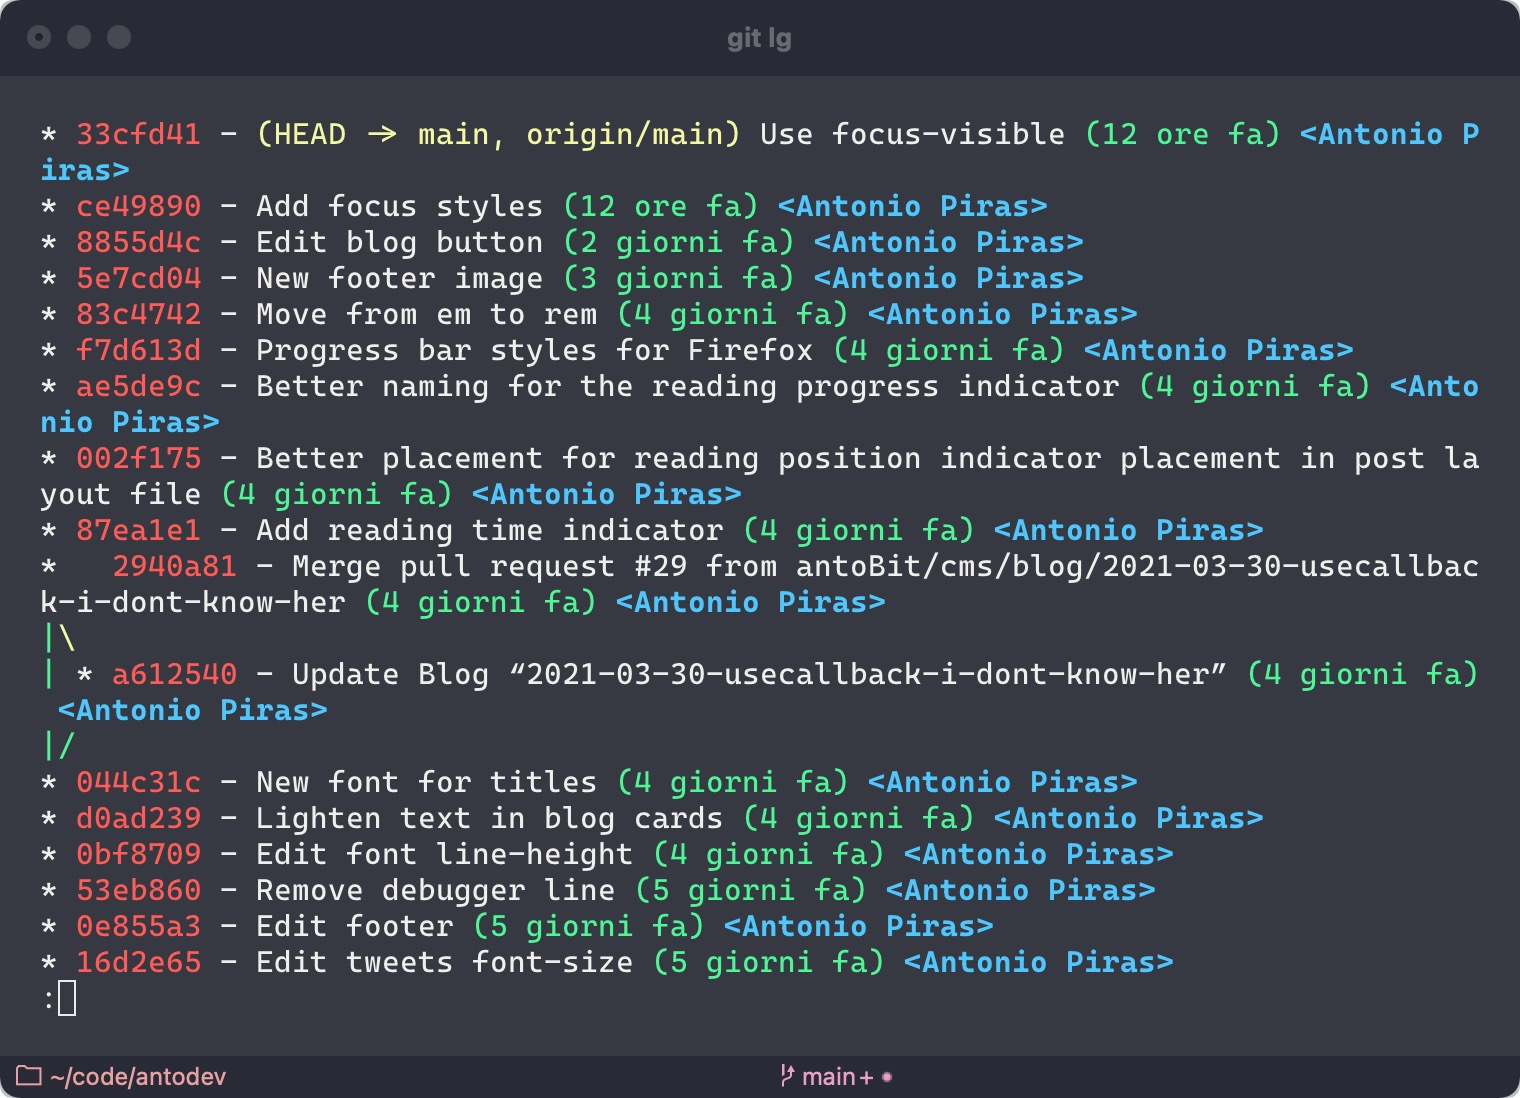 git lg
* 33cfd41 - (HEAD -> main, origin/main) Use focus-visible (12 ore fa) <Antonio P
iras>
* ce49890 - Add focus styles (12 ore fa) <Antonio Piras>
* 8855d4c - Edit blog button (2 giorni fa) <Antonio Piras>
* 5e7cd04 - New footer image (3 giorni fa) <Antonio Piras>
* 83c4742 - Move from em to rem (4 giorni fa) <Antonio Piras>
* f7d613d - Progress bar styles for Firefox (4 giorni fa) <Antonio Piras>
* ae5de9c - Better naming for the reading progress indicator (4 giorni fa) <Anto
nio Piras>
* 002f175 - Better placement for reading position indicator placement in post la
yout file (4 giorni fa) <Antonio Piras>
* 87ea1e1 - Add reading time indicator (4 giorni fa) <Antonio Piras>
*   2940a81 - Merge pull request #29 from antoBit/cms/blog/2021-03-30-usecallbac
k-i-dont-know-her (4 giorni fa) <Antonio Piras>
|\
| * a612540 - Update Blog “2021-03-30-usecallback-i-dont-know-her” (4 giorni fa)
 <Antonio Piras>
|/
* 044c31c - New font for titles (4 giorni fa) <Antonio Piras>
* d0ad239 - Lighten text in blog cards (4 giorni fa) <Antonio Piras>
* 0bf8709 - Edit font line-height (4 giorni fa) <Antonio Piras>
* 53eb860 - Remove debugger line (5 giorni fa) <Antonio Piras>
* 0e855a3 - Edit footer (5 giorni fa) <Antonio Piras>
* 16d2e65 - Edit tweets font-size (5 giorni fa) <Antonio Piras>
:
~/code/antodev
main+ •